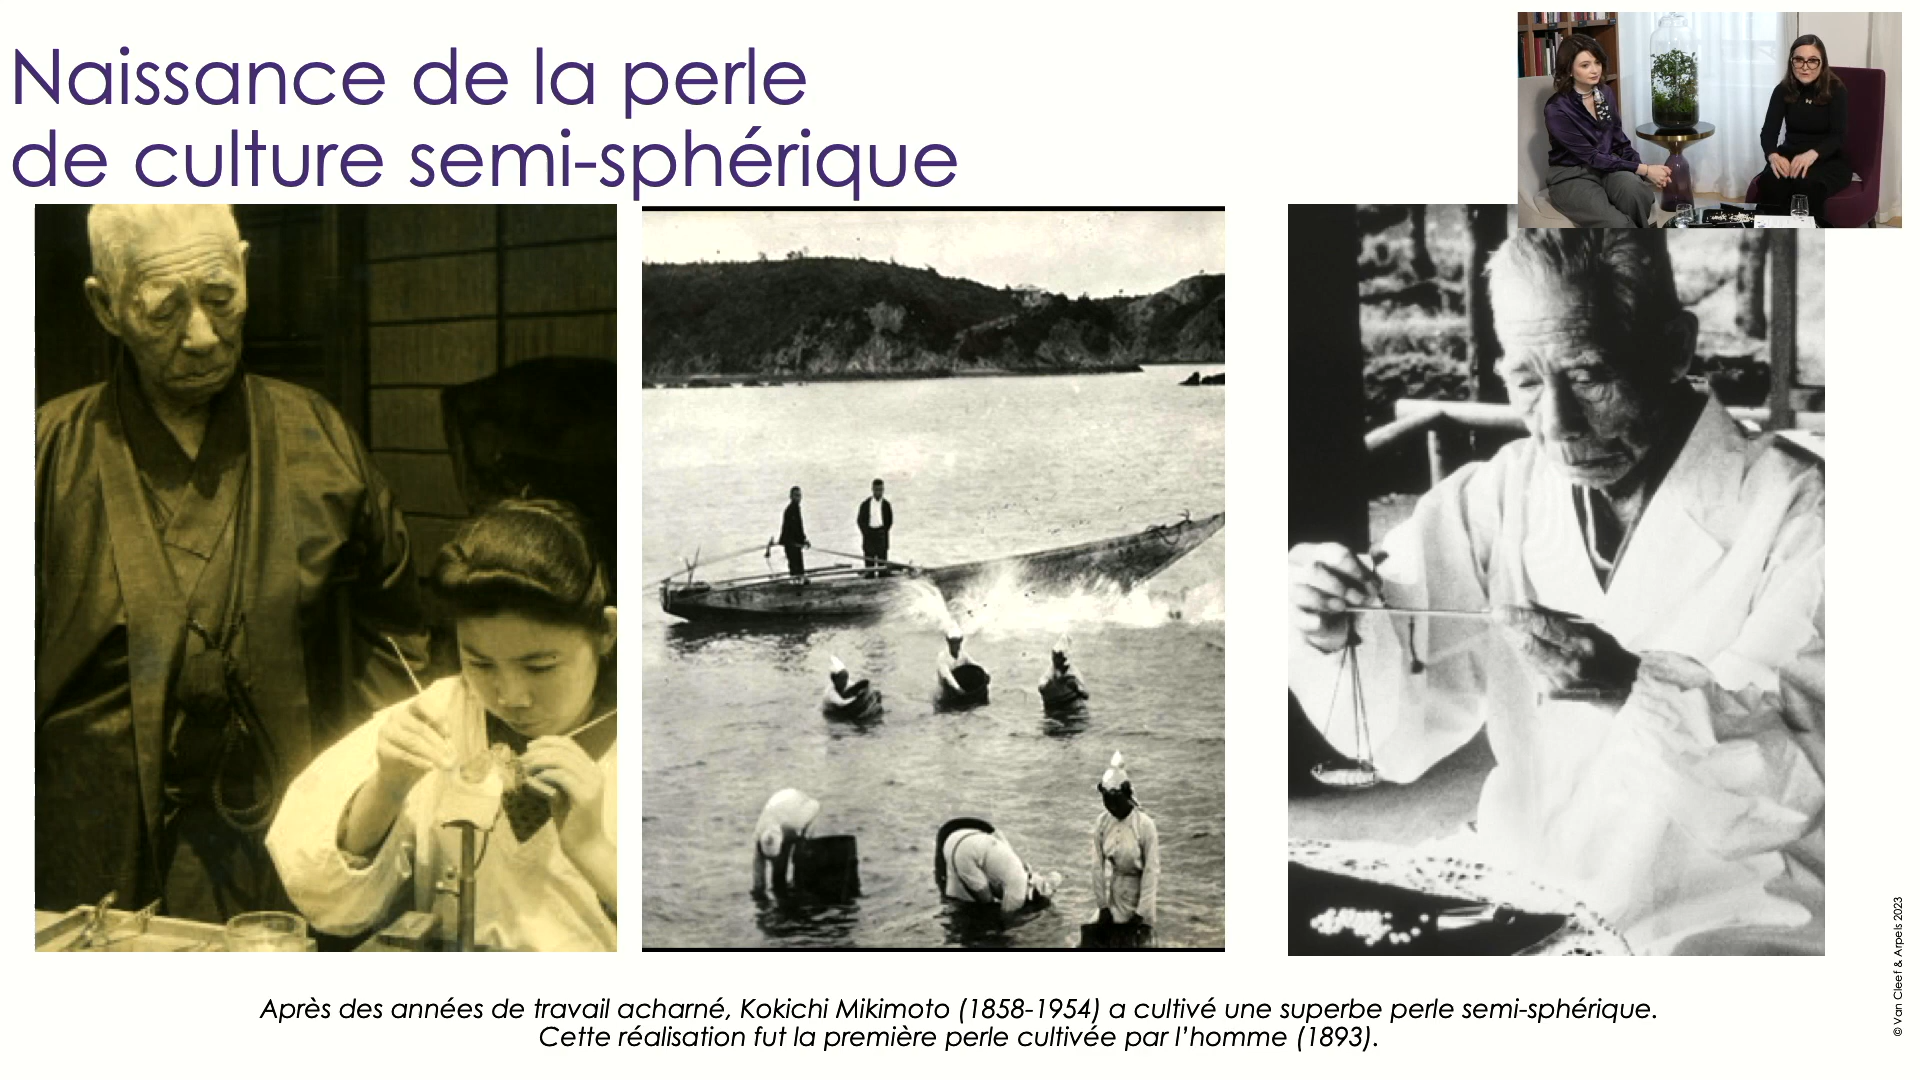 Naissance de la perle
de culture semi-sphérique
Après des années de travail acharné, Kokichi Mikimoto (1858-1954) a cultivé une superbe perle semi-sphérique.
Cette réalisation fut la première perle cultivée par l’homme (1893).
© Van Cleef & Arpels 2023